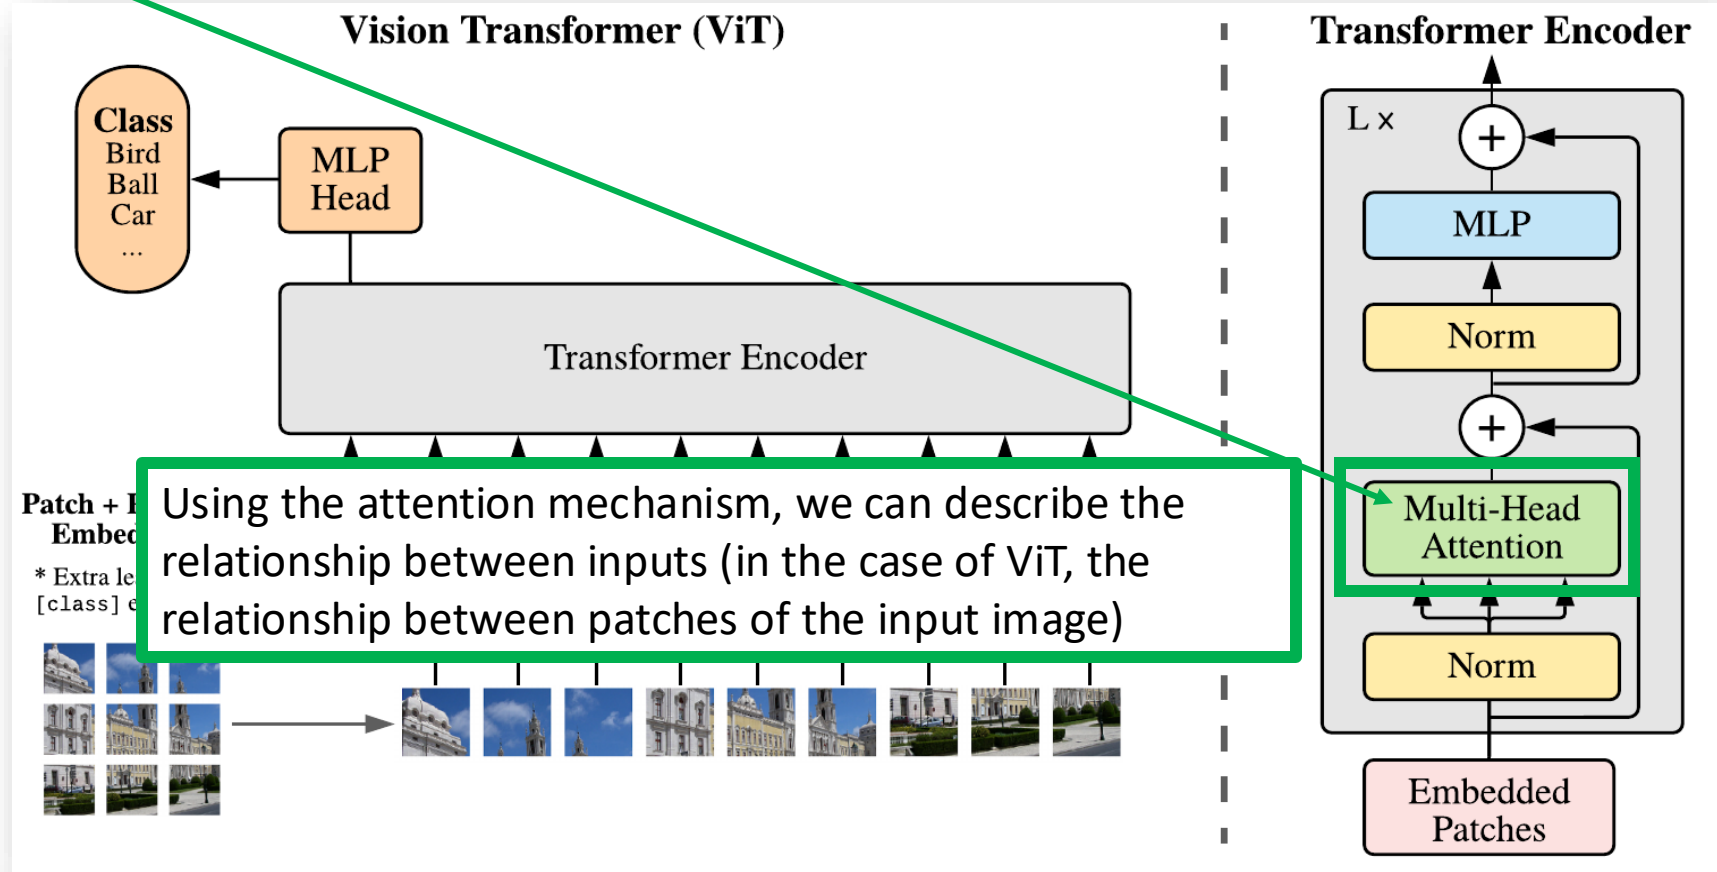 Vision Transformer (ViT)
Class
Bird
Ball
Car
...
MLP
Head
Transformer Encoder
Patch +
Embed
* Extra le
[class]
Using the attention mechanism, we can describe the
relationship between inputs (in the case of ViT, the
relationship between patches of the input image)
Transformer Encoder
L ×
+
MLP
Norm
+
Multi-Head
Attention
Norm
Embedded
Patches